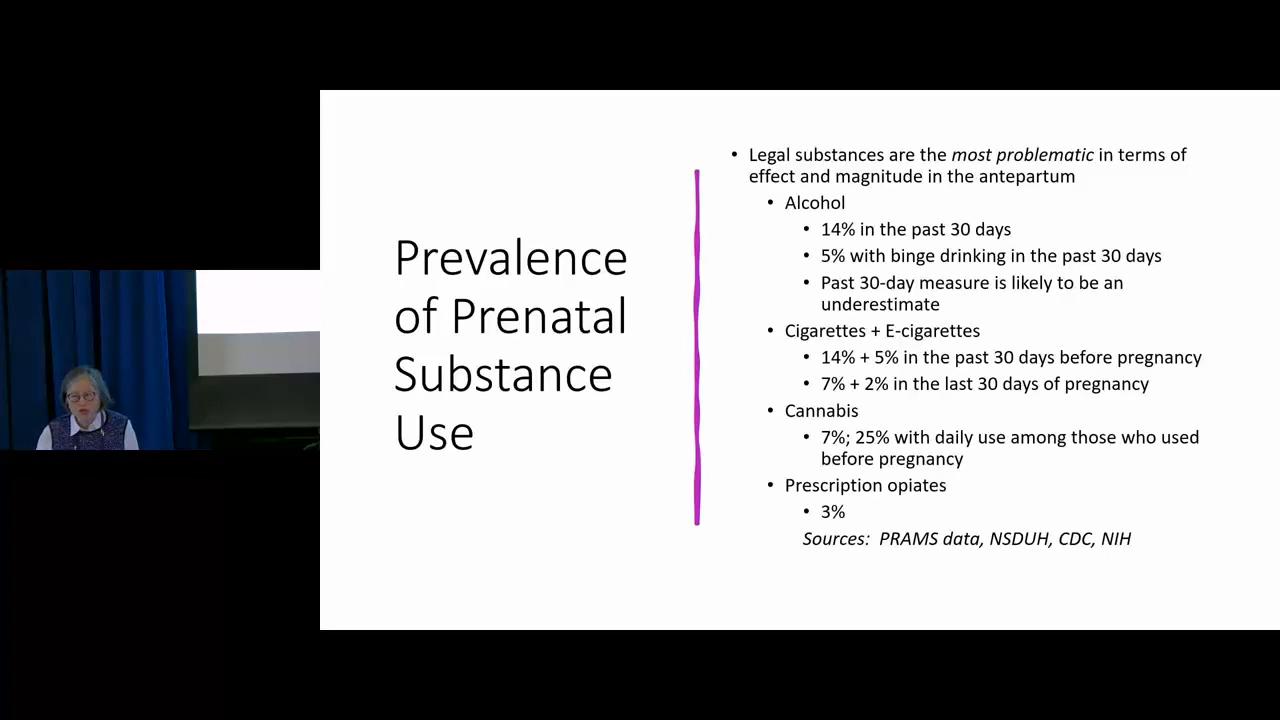 Prevalence
of Prenatal
Substance
Use
• Legal substances are the most problematic in terms of
effect and magnitude in the antepartum
• Alcohol
• 14% in the past 30 days
• 5% with binge drinking in the past 30 days
• Past 30-day measure is likely to be an
underestimate
• Cigarettes + E-cigarettes
• 14% + 5% in the past 30 days before pregnancy
• 7% + 2% in the last 30 days of pregnancy
• Cannabis
• 7%; 25% with daily use among those who used
before pregnancy
• Prescription opiates
• 3%
Sources: PRAMS data, NSDUH, CDC, NIH